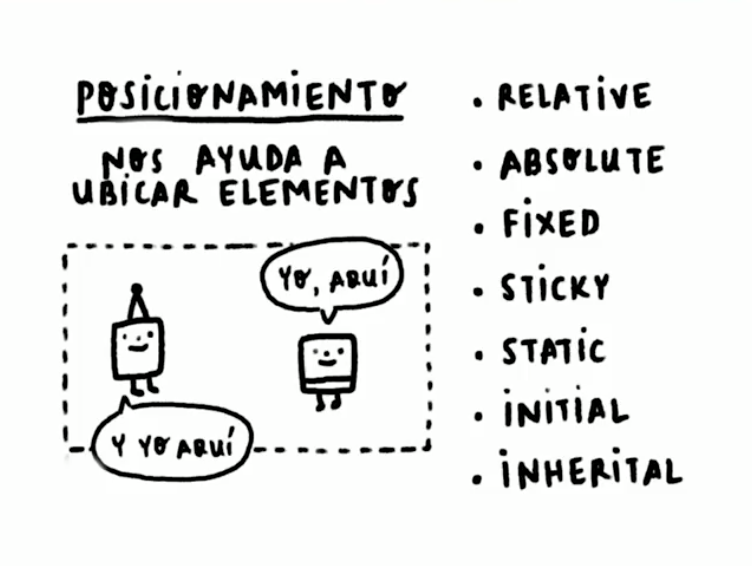 POSICIONAMIENTO
NOS AYUDA A
UBICAR ELEMENTOS
YO, AQUÍ
Y YO AQUÍ
• RELATIVE
• ABSOLUTE
• FIXED
• STICKY
• STATIC
• INITIAL
• INHERITAL